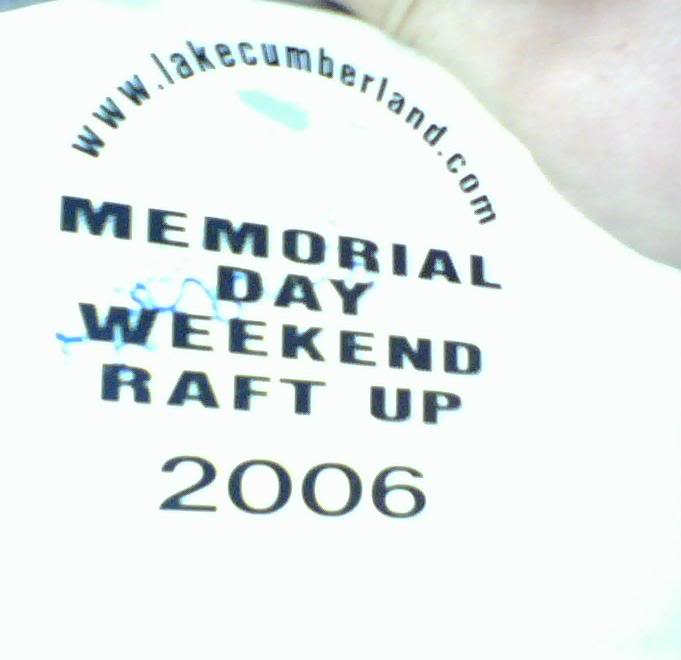 www.lakecumberland.com
MEMORIAL
DAY
WEEKEND
RAFT UP
2006